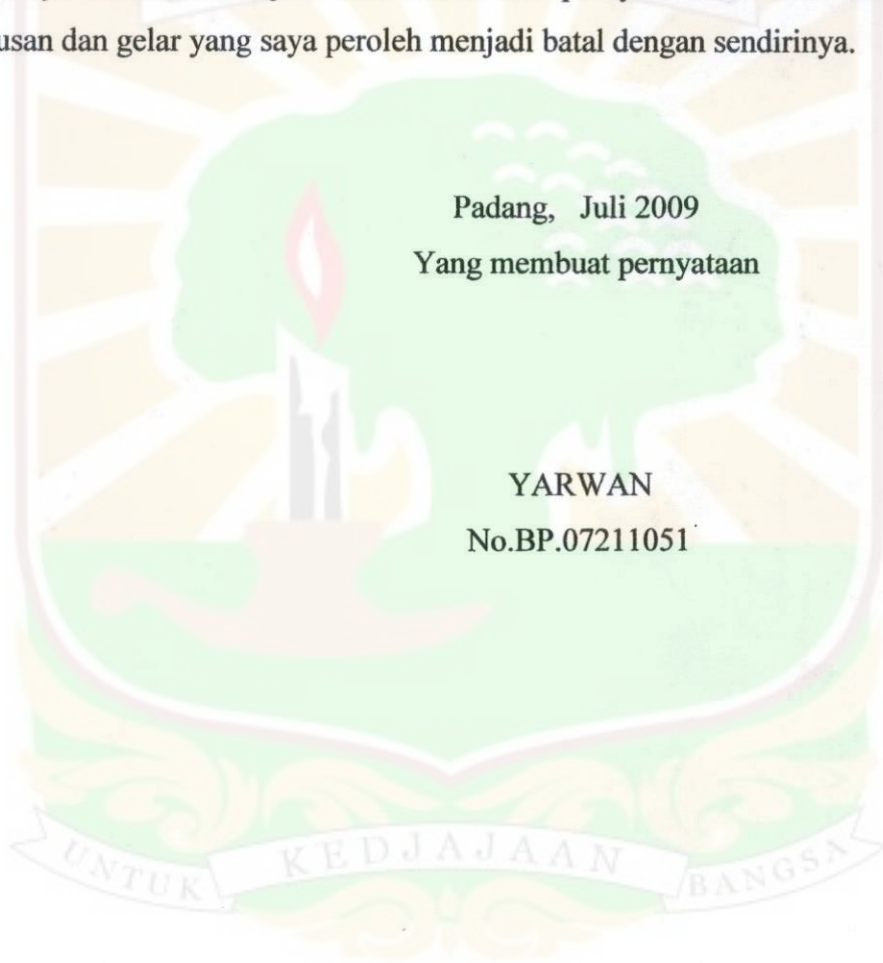 dan gelar yang saya peroleh menjadi batal dengan sendirinya.
Padang, Juli 2009
Yang membuat pernyataan
YARWAN
No.BP.07211051
UNTUK KEDJAJAAN BANGSA